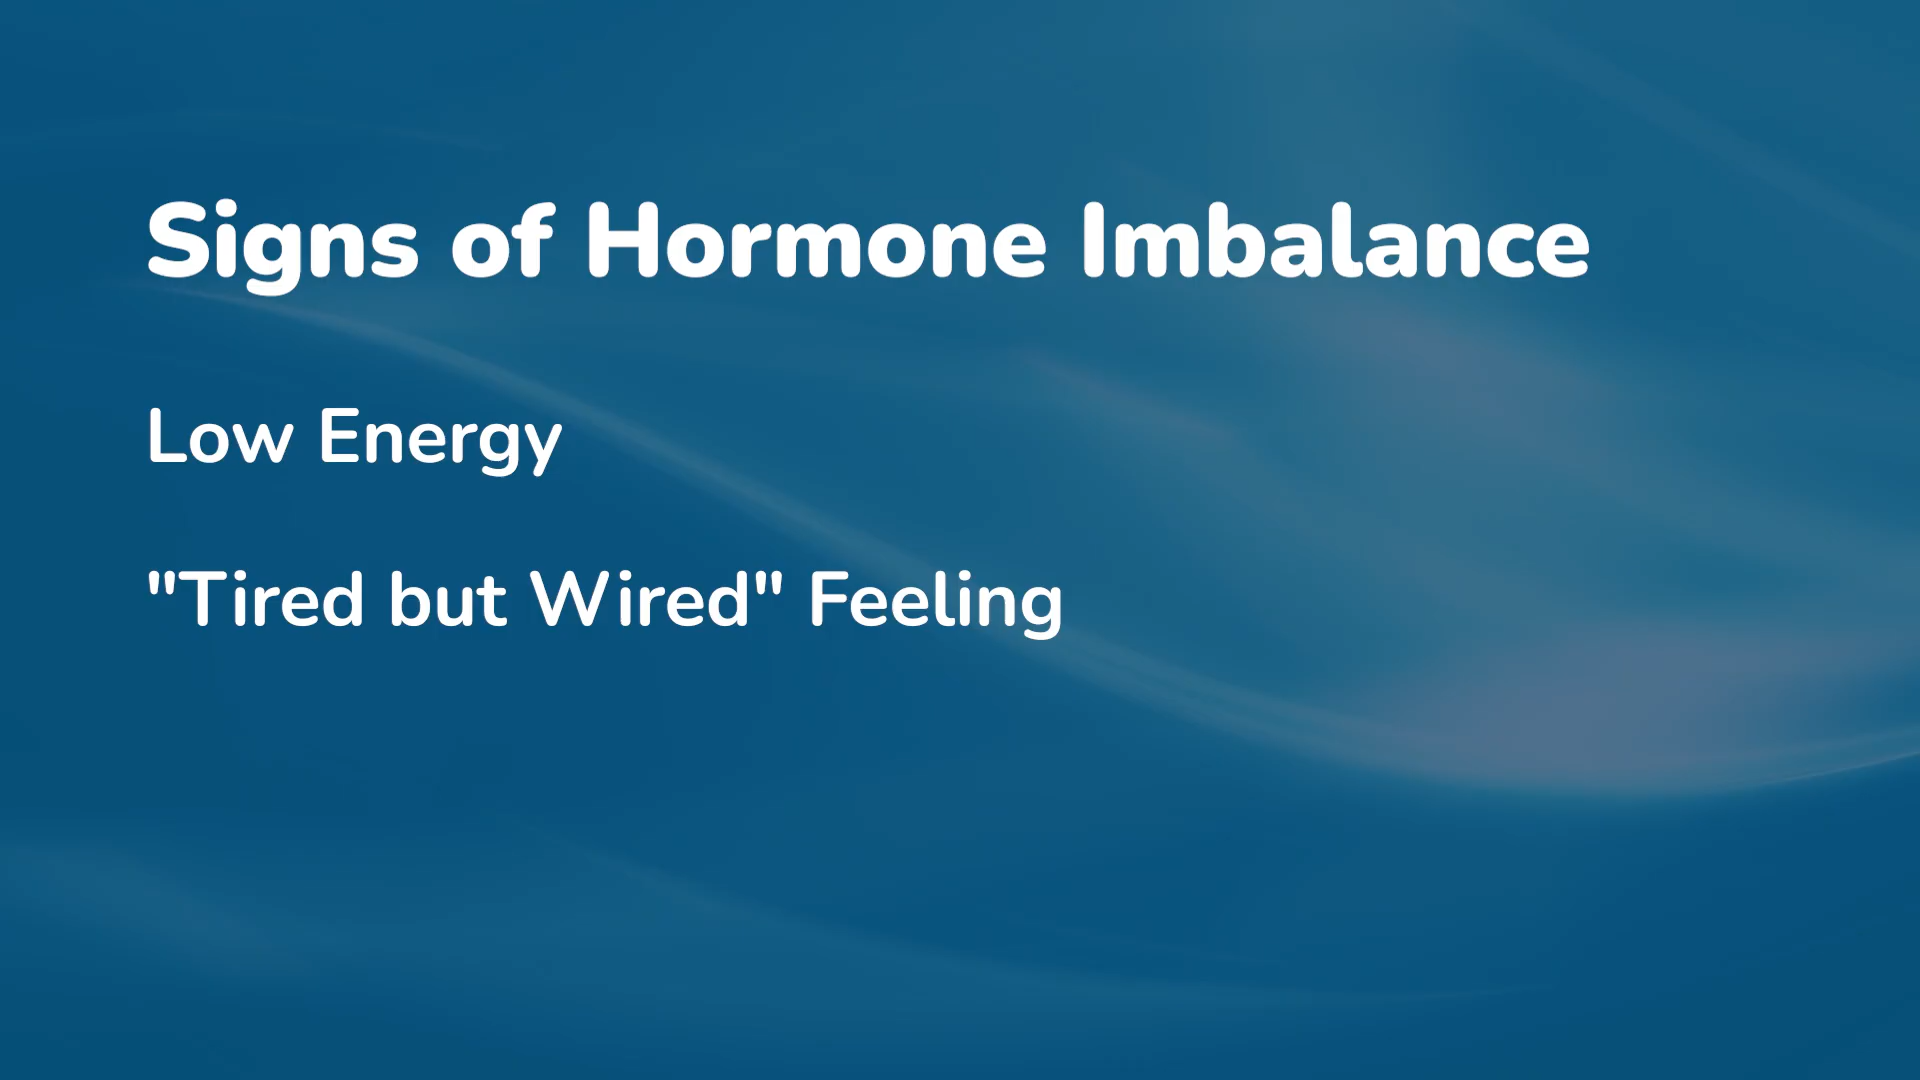 Signs of Hormone Imbalance
Low Energy
"Tired but Wired" Feeling